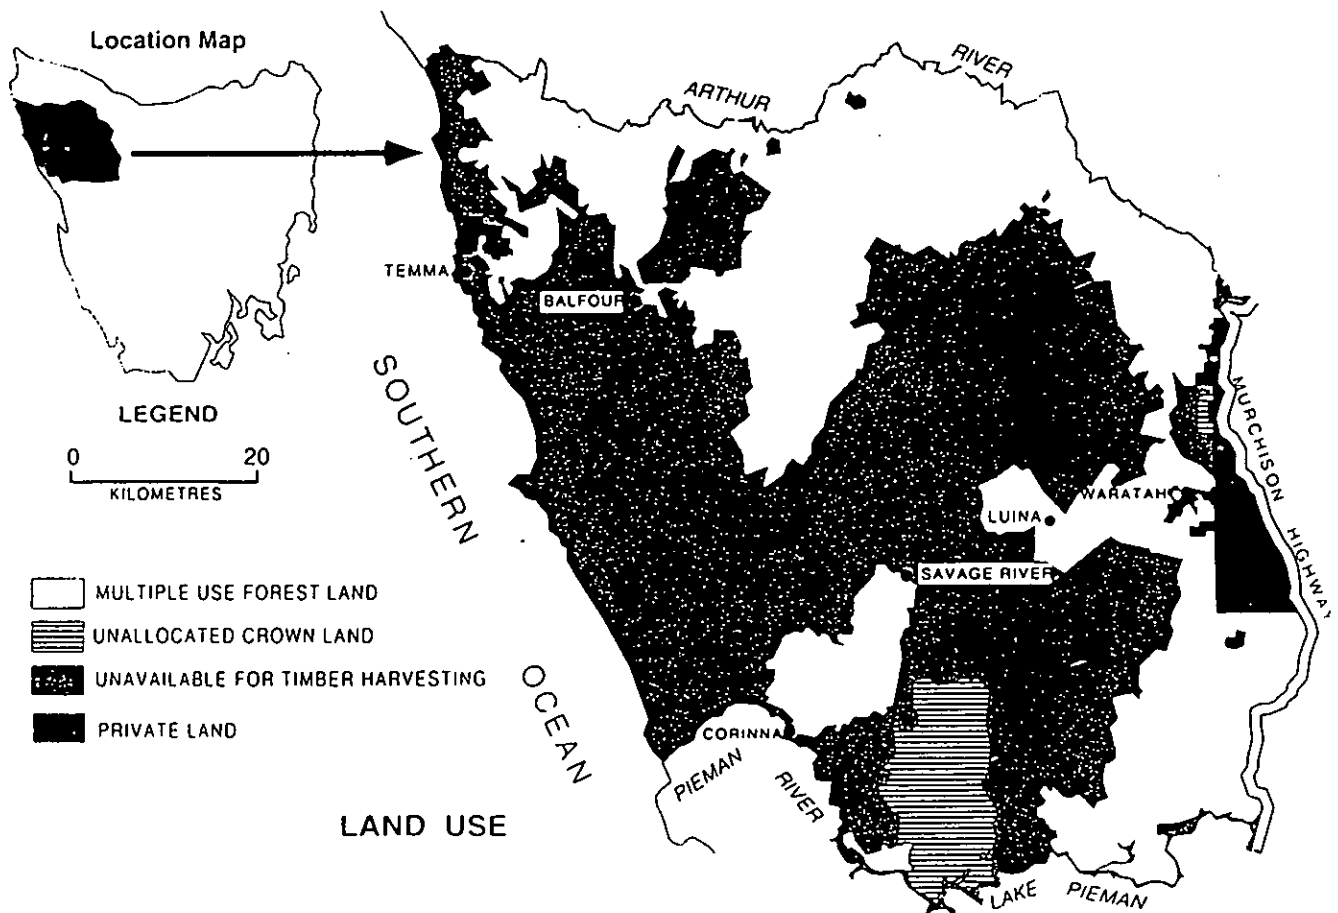 Location Map
ARTHUR
RIVER
TEMMA
BALFOUR
LEGEND
0 20
KILOMETRES
SOUTHERN
OCEAN
MURCHISON
HIGHWAY
WARATAH
LUINA
SAVAGE RIVER
MULTIPLE USE FOREST LAND
UNALLOCATED CROWN LAND
UNAVAILABLE FOR TIMBER HARVESTING
PRIVATE LAND
CORINNA
PIEMAN
RIVER
LAND USE
LAKE PIEMAN